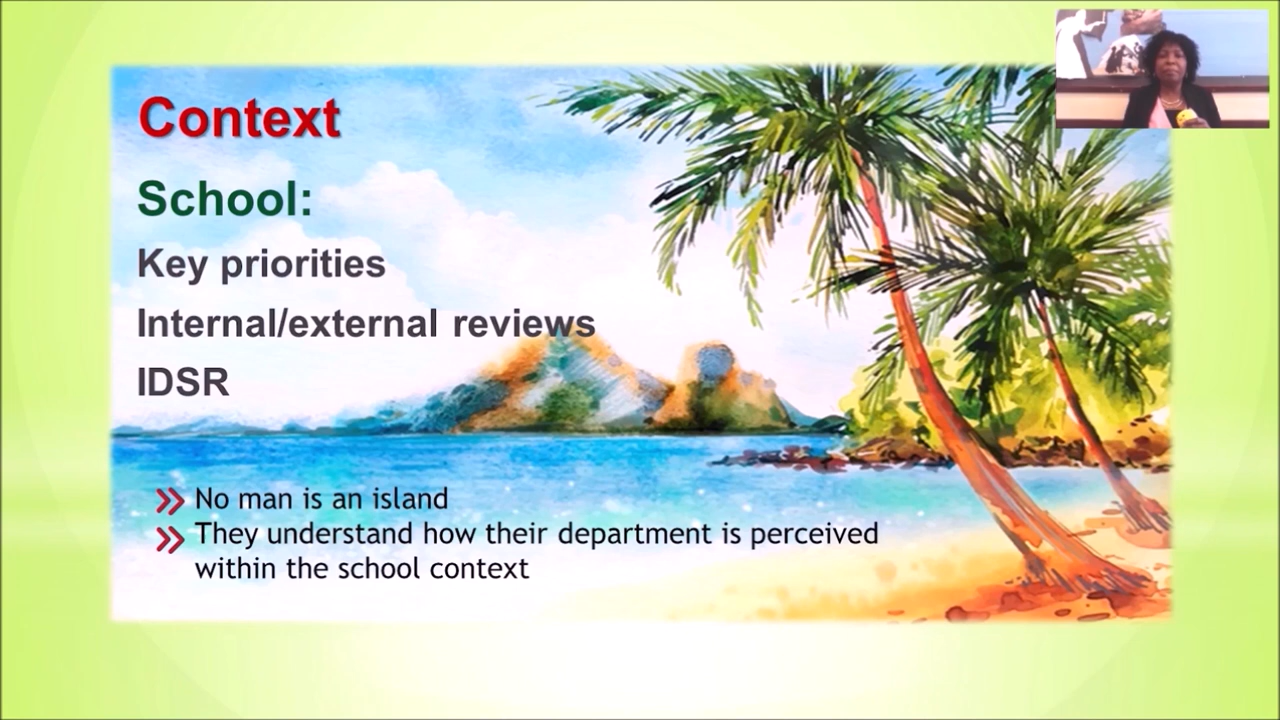 Context
School:
Key priorities
Internal/external reviews
IDSR
No man is an island
They understand how their department is perceived
within the school context